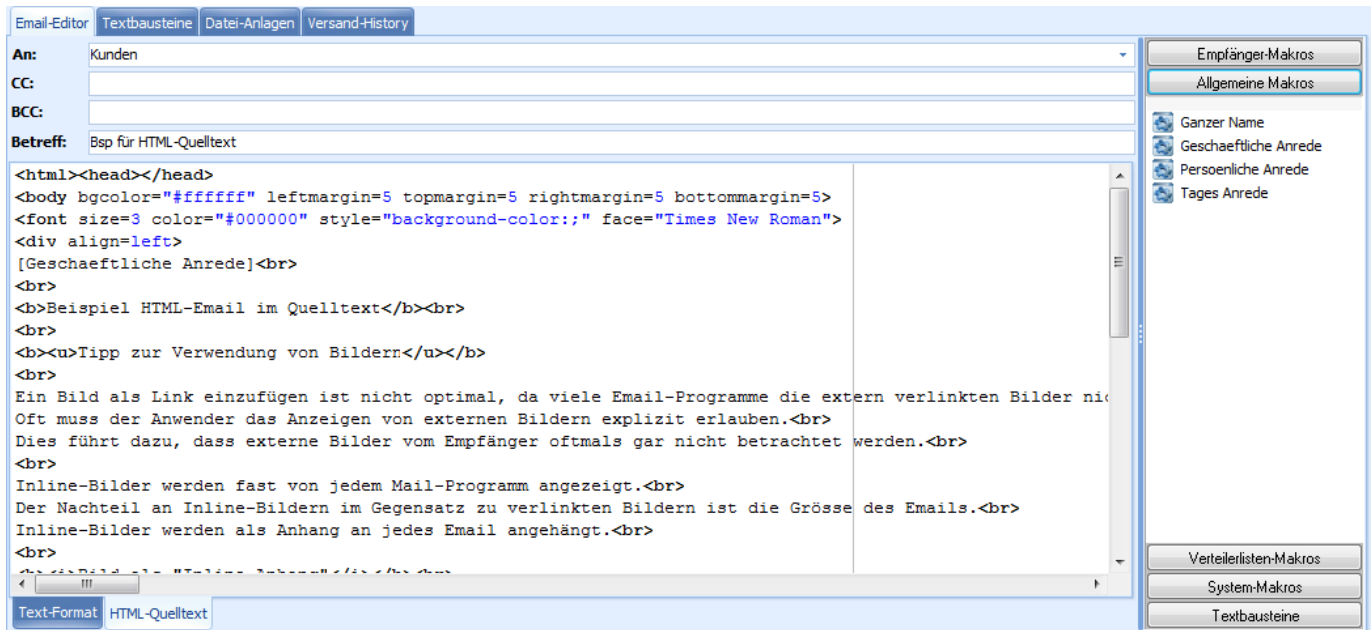 Email-Editor Textbausteine Datei-Anlagen Versand-History
An: Kunden
CC:
BCC:
Betreff: Bsp für HTML-Quelltext
<html><head></head>
<body bgcolor="#ffffff" leftmargin=5 topmargin=5 rightmargin=5 bottommargin=5>
<font size=3 color="#000000" style="background-color:;" face="Times New Roman">
<div align=left>
[Geschaeftliche Anrede]<br>
<br>
<b>Beispiel HTML-Email im Quelltext</b><br>
<br>
<b><u>Tipp zur Verwendung von Bildern</u></b>
<br>
Ein Bild als Link einzufügen ist nicht optimal, da viele Email-Programme die extern verlinkten Bilder
Oft muss der Anwender das Anzeigen von externen Bildern explizit erlauben.<br>
Dies führt dazu, dass externe Bilder vom Empfänger oftmals gar nicht betrachtet werden.<br>
<br>
Inline-Bilder werden fast von jedem Mail-Programm angezeigt.<br>
Der Nachteil an Inline-Bildern im Gegensatz zu verlinkten Bildern ist die Grösse des Emails.<br>
Inline-Bilder werden als Anhang an jedes Email angehängt.<br>
<br>
Text-Format HTML-Quelltext
Empfänger-Makros
Allgemeine Makros
Ganzer Name
Geschaeftliche Anrede
Persoenliche Anrede
Tages Anrede
Verteilerlisten-Makros
System-Makros
Textbausteine